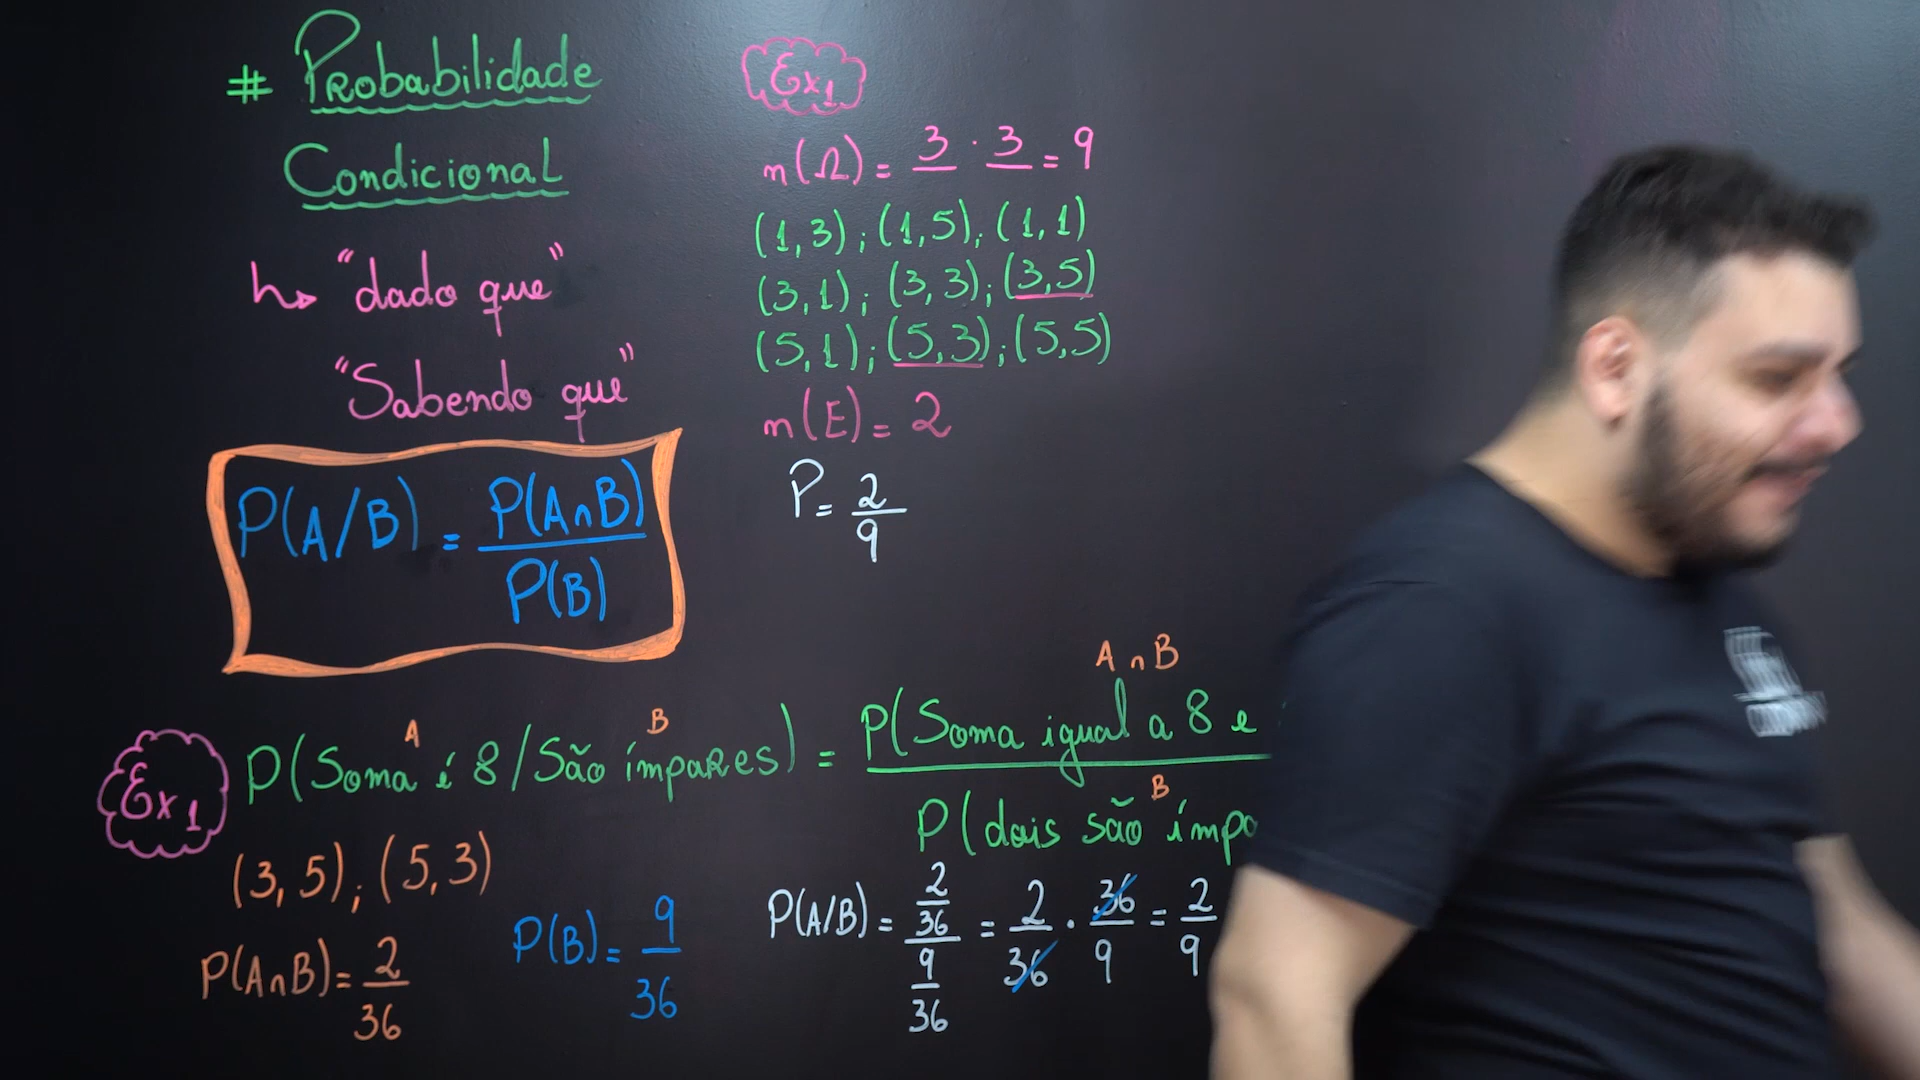 # Probabilidade
Condicional
↳ "dado que"
"Sabendo que"
P(A/B) = P(A∩B) / P(B)
Ex1
n(Ω) = 3 · 3 = 9
(1,3); (1,5); (1,1)
(3,1); (3,3); (3,5)
(5,1); (5,3); (5,5)
n(E) = 2
P = 2/9
Ex1
A B
P(Soma é 8 / São ímpares) =
A∩B
P(Soma igual a 8 e
B
P(dois são
(3,5); (5,3)
P(A∩B) = 2/36
P(B) = 9/36
P(A/B) = (2/36)/(9/36) = 2/36 · 36/9 = 2/9